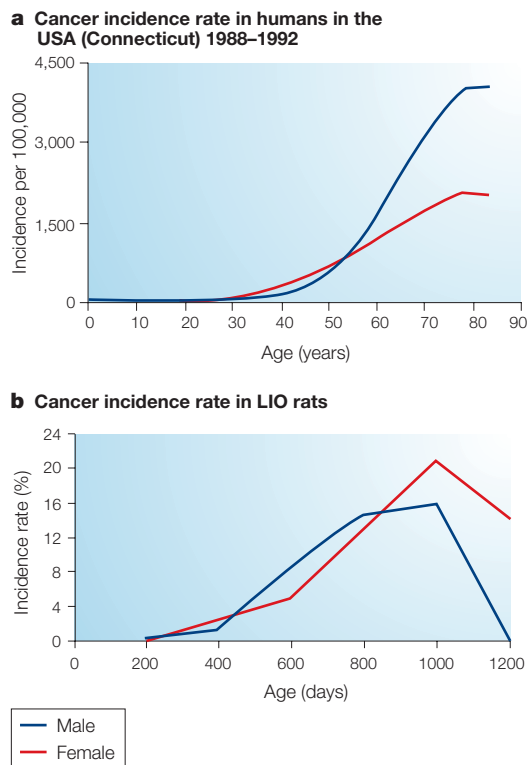 a Cancer incidence rate in humans in the
USA (Connecticut) 1988–1992
4,500
3,000
1,500
0
Incidence per 100,000
0 10 20 30 40 50 60 70 80 90
Age (years)
b Cancer incidence rate in LIO rats
24
20
16
12
8
4
0
Incidence rate (%)
0 200 400 600 800 1000 1200
Age (days)
Male
Female